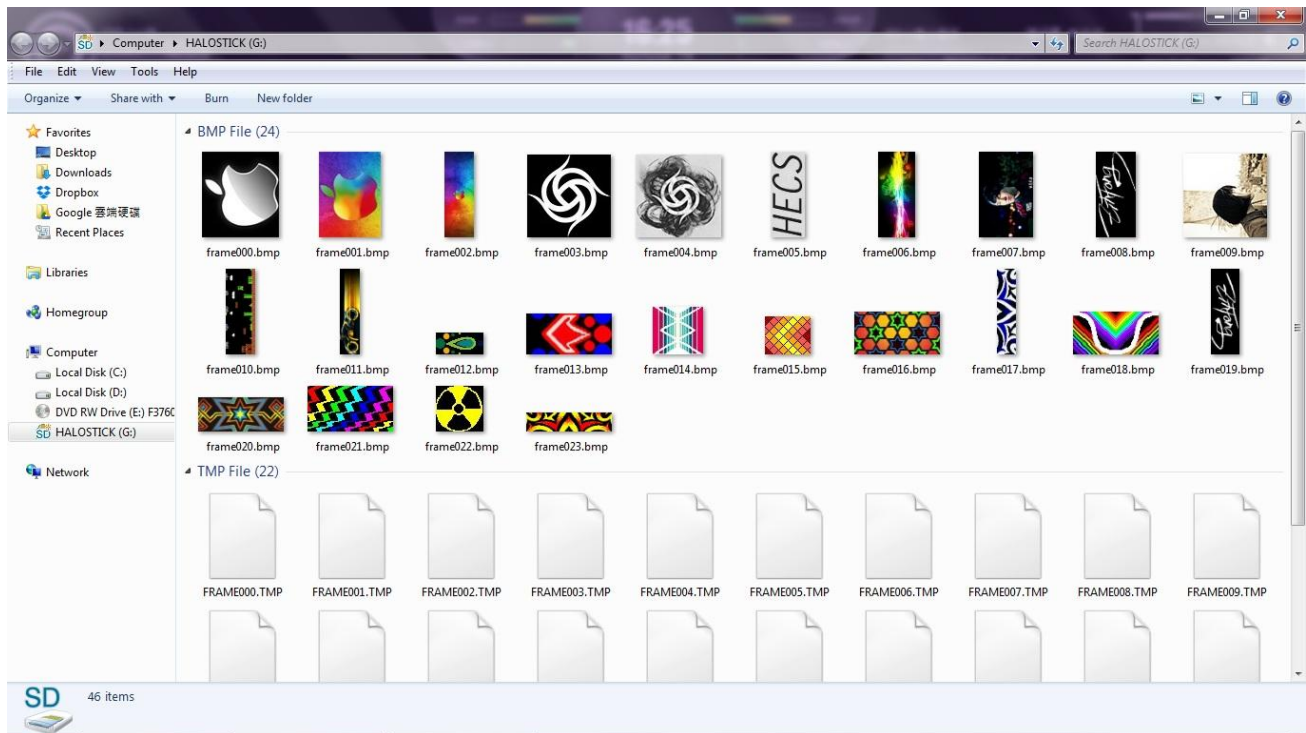 18:25
SD Computer HALOSTICK (G:)
Search HALOSTICK (G:)
File Edit View Tools Help
Organize Share with Burn New folder
Favorites
Desktop
Downloads
Dropbox
Google 雲端硬碟
Recent Places
Libraries
Homegroup
Computer
Local Disk (C:)
Local Disk (D:)
DVD RW Drive (E:) F3760
SD HALOSTICK (G:)
Network
BMP File (24)
HECS
frame000.bmp frame001.bmp frame002.bmp frame003.bmp frame004.bmp frame005.bmp frame006.bmp frame007.bmp frame008.bmp frame009.bmp
frame010.bmp frame011.bmp frame012.bmp frame013.bmp frame014.bmp frame015.bmp frame016.bmp frame017.bmp frame018.bmp frame019.bmp
frame020.bmp frame021.bmp frame022.bmp frame023.bmp
TMP File (22)
FRAME000.TMP FRAME001.TMP FRAME002.TMP FRAME003.TMP FRAME004.TMP FRAME005.TMP FRAME006.TMP FRAME007.TMP FRAME008.TMP FRAME009.TMP
SD 46 items